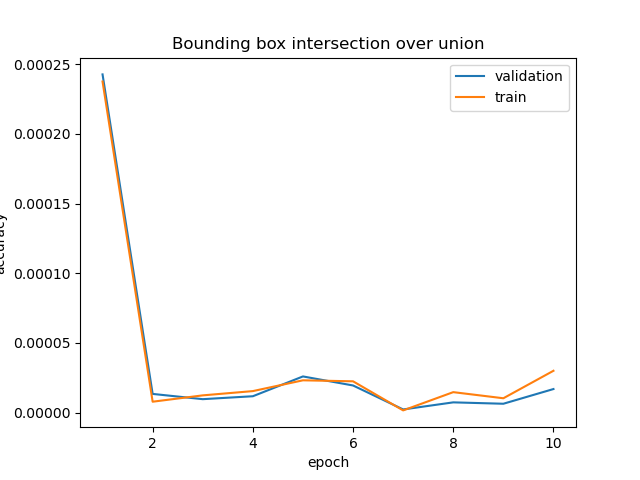 Bounding box intersection over union
validation
train
0.00025
0.00020
0.00015
0.00010
0.00005
0.00000
accuracy
2 4 6 8 10
epoch